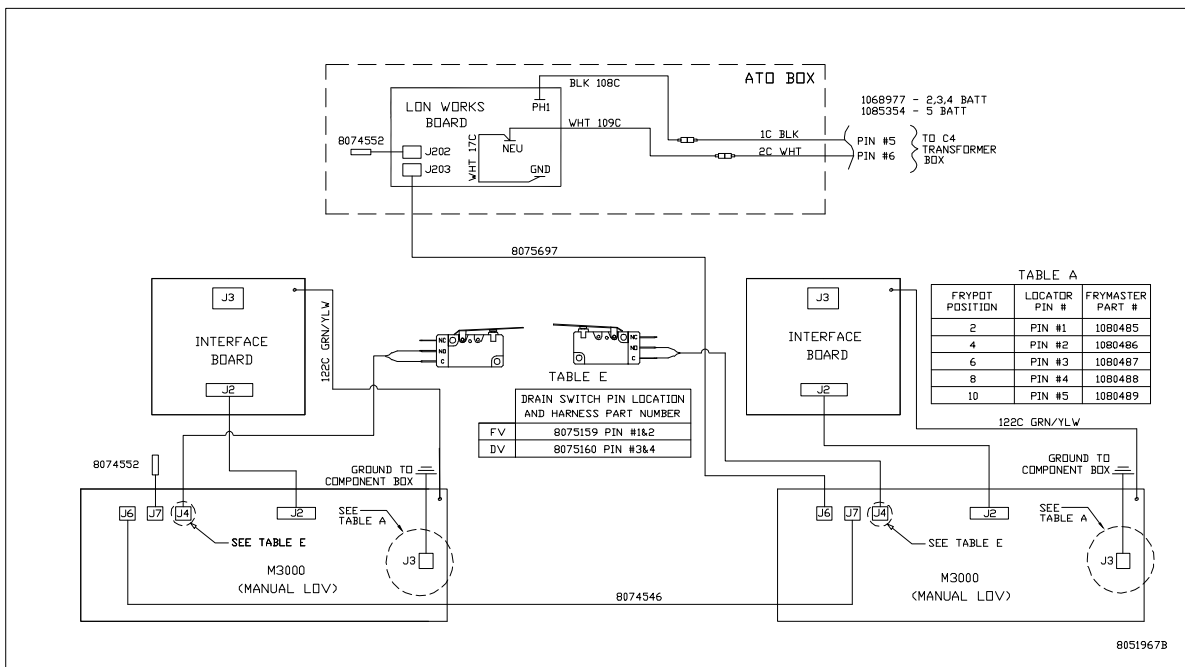 ATO BOX
BLK 108C
LON WORKS
BOARD
PH1
WHT 109C
WHT 17C
NEU
GND
8074552
J202
J203
1C BLK
2C WHT
1068977 - 2,3,4 BATT
1085354 - 5 BATT
PIN #5
PIN #6
TO C4
TRANSFORMER
BOX
8075697
J3
INTERFACE
BOARD
J2
122C GRN/YLW
NC
NO
C
NC
NO
C
TABLE E
DRAIN SWITCH PIN LOCATION
AND HARNESS PART NUMBER
FV 8075159 PIN #1&2
DV 8075160 PIN #3&4
J3
INTERFACE
BOARD
J2
TABLE A
FRYPOT POSITION LOCATOR PIN # FRYMASTER PART #
2 PIN #1 1080485
4 PIN #2 1080486
6 PIN #3 1080487
8 PIN #4 1080488
10 PIN #5 1080489
122C GRN/YLW
8074552
GROUND TO
COMPONENT BOX
J6 J7 J4 J2
SEE
TABLE A
SEE TABLE E
J3
M3000
(MANUAL LOV)
GROUND TO
COMPONENT BOX
J6 J7 J4 J2
SEE
TABLE A
SEE TABLE E
J3
M3000
(MANUAL LOV)
8074546
8051967B